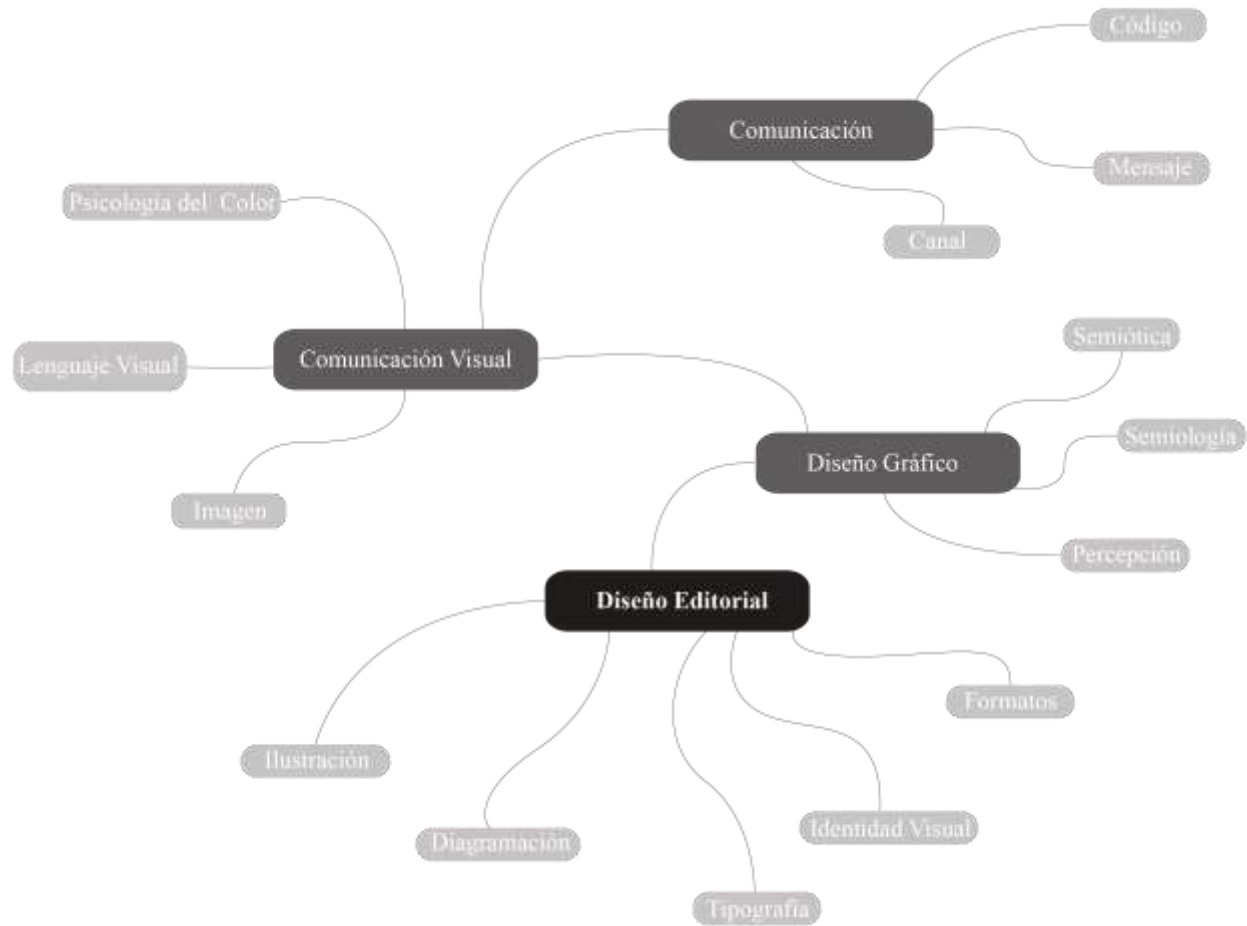 Código
Comunicación
Mensaje
Psicología del Color
Canal
Semiótica
Comunicación Visual
Lenguaje Visual
Semiología
Diseño Gráfico
Imagen
Percepción
Diseño Editorial
Formatos
Ilustración
Identidad Visual
Diagramación
Tipografía